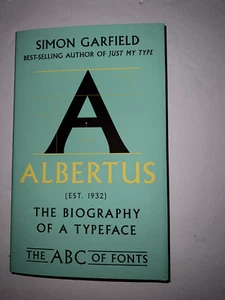 SIMON GARFIELD
BEST-SELLING AUTHOR OF JUST MY TYPE
A
ALBERTUS
[EST. 1932]
THE BIOGRAPHY
OF A TYPEFACE
THE ABC OF FONTS